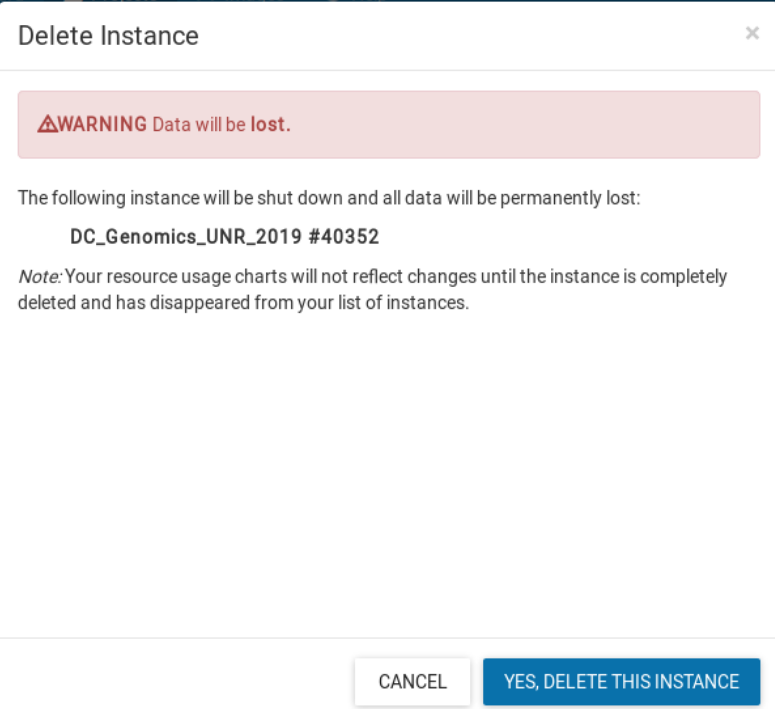 Delete Instance
×
WARNING Data will be lost.
The following instance will be shut down and all data will be permanently lost:
DC_Genomics_UNR_2019 #40352
Note: Your resource usage charts will not reflect changes until the instance is completely
deleted and has disappeared from your list of instances.
CANCEL
YES, DELETE THIS INSTANCE